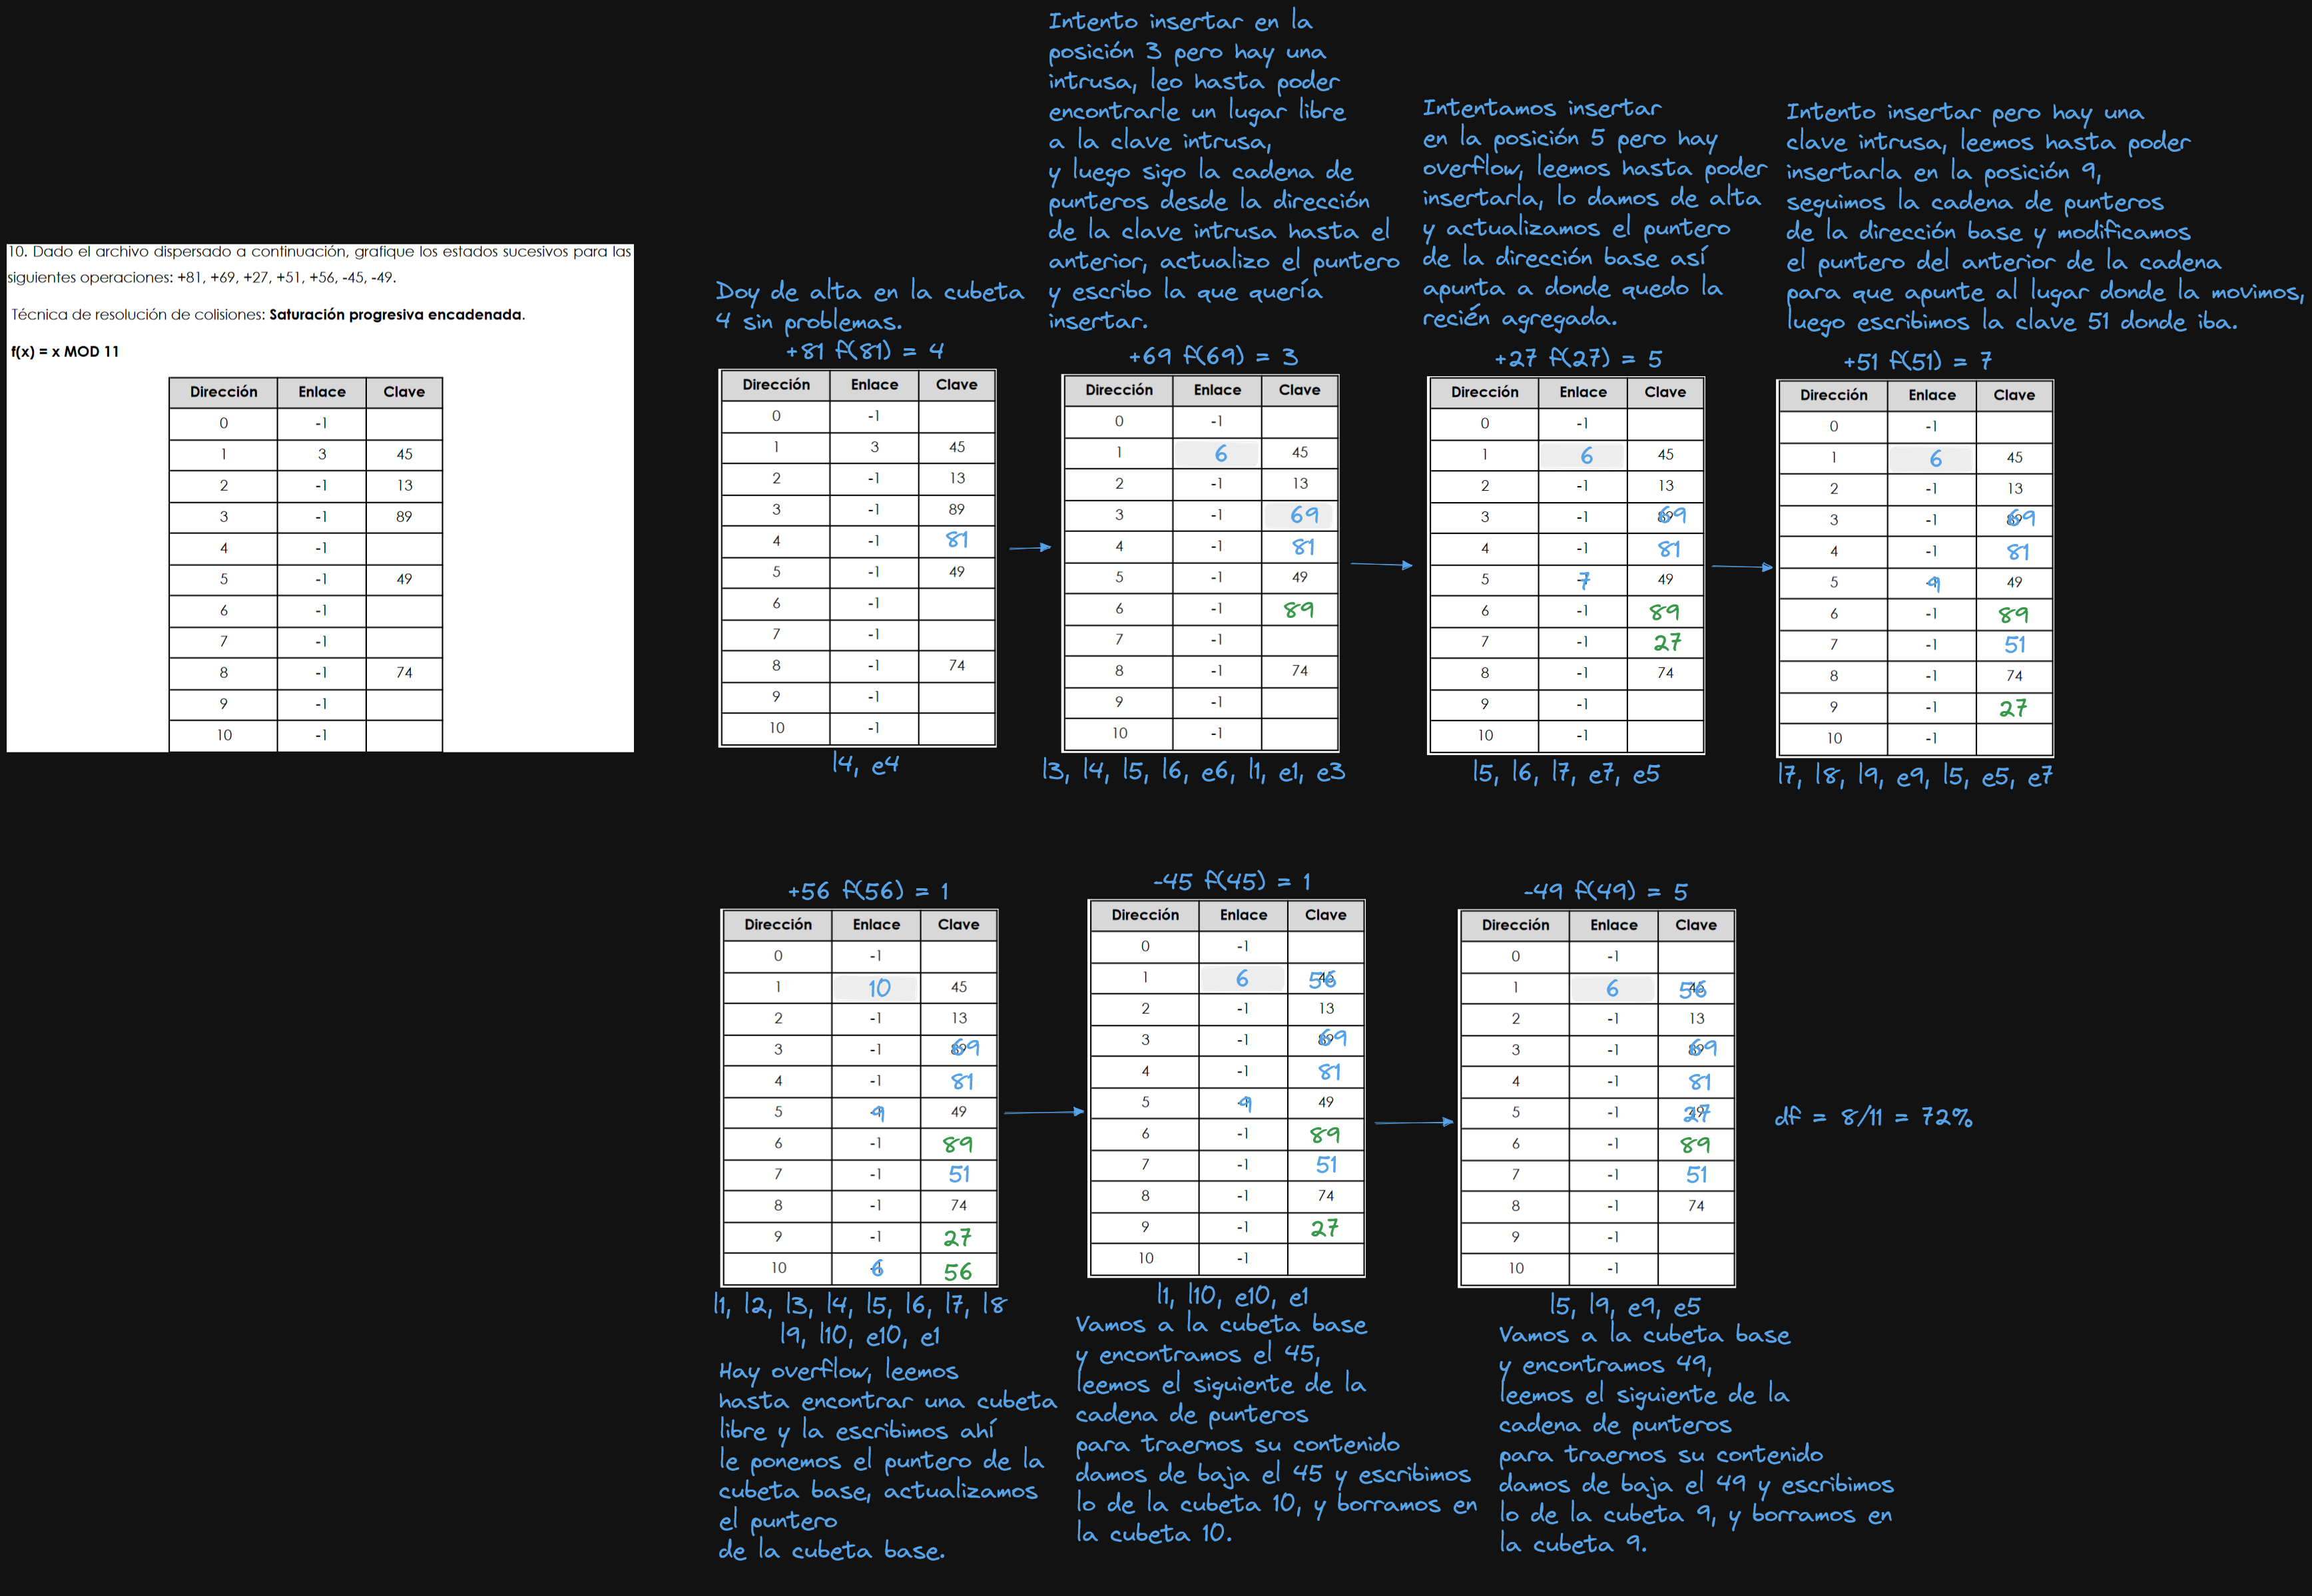 10. Dado el archivo dispersado a continuación, grafique los estados sucesivos para las
siguientes operaciones: +81, +69, +27, +51, +56, -45, -49.
Técnica de resolución de colisiones: Saturación progresiva encadenada.
f(x) = x MOD 11
Dirección Enlace Clave
0 -1
1 3 45
2 -1 13
3 -1 89
4 -1
5 -1 49
6 -1
7 -1
8 -1 74
9 -1
10 -1
Doy de alta en la cubeta
4 sin problemas.
+81 f(81) = 4
Dirección Enlace Clave
0 -1
1 3 45
2 -1 13
3 -1 89
4 -1 81
5 -1 49
6 -1
7 -1
8 -1 74
9 -1
10 -1
l4, e4
Intento insertar en la
posición 3 pero hay una
intrusa, leo hasta poder
encontrarle un lugar libre
a la clave intrusa,
y luego sigo la cadena de
punteros desde la dirección
de la clave intrusa hasta el
anterior, actualizo el puntero
y escribo la que quería
insertar.
+69 f(69) = 3
Dirección Enlace Clave
0 -1
1 6 45
2 -1 13
3 -1 69
4 -1 81
5 -1 49
6 -1 89
7 -1
8 -1 74
9 -1
10 -1
l3, l4, l5, l6, e6, l1, e1, e3
Intentamos insertar
en la posición 5 pero hay
overflow, leemos hasta poder
insertarla, lo damos de alta
y actualizamos el puntero
de la dirección base así
apunta a donde quedo la
recién agregada.
+27 f(27) = 5
Dirección Enlace Clave
0 -1
1 6 45
2 -1 13
3 -1 69
4 -1 81
5 7 49
6 -1 89
7 -1 27
8 -1 74
9 -1
10 -1
l5, l6, l7, e7, e5
Intento insertar pero hay una
clave intrusa, leemos hasta poder
insertarla en la posición 9,
seguimos la cadena de punteros
de la dirección base y modificamos
el puntero del anterior de la cadena
para que apunte al lugar donde la movimos,
luego escribimos la clave 51 donde iba.
+51 f(51) = 7
Dirección Enlace Clave
0 -1
1 6 45
2 -1 13
3 -1 69
4 -1 81
5 9 49
6 -1 89
7 -1 51
8 -1 74
9 -1 27
10 -1
l7, l8, l9, e9, l5, e5, e7
+56 f(56) = 1
Dirección Enlace Clave
0 -1
1 10 45
2 -1 13
3 -1 69
4 -1 81
5 9 49
6 -1 89
7 -1 51
8 -1 74
9 -1 27
10 6 56
l1, l2, l3, l4, l5, l6, l7, l8
l9, l10, e10, e1
Hay overflow, leemos
hasta encontrar una cubeta
libre y la escribimos ahí
le ponemos el puntero de la
cubeta base, actualizamos
el puntero
de la cubeta base.
-45 f(45) = 1
Dirección Enlace Clave
0 -1
1 6 56
2 -1 13
3 -1 69
4 -1 81
5 9 49
6 -1 89
7 -1 51
8 -1 74
9 -1 27
10 -1
l1, l10, e10, e1
Vamos a la cubeta base
y encontramos el 45,
leemos el siguiente de la
cadena de punteros
para traernos su contenido
damos de baja el 45 y escribimos
lo de la cubeta 10, y borramos en
la cubeta 10.
-49 f(49) = 5
Dirección Enlace Clave
0 -1
1 6 56
2 -1 13
3 -1 69
4 -1 81
5 -1 27
6 -1 89
7 -1 51
8 -1 74
9 -1
10 -1
l5, l9, e9, e5
Vamos a la cubeta base
y encontramos 49,
leemos el siguiente de la
cadena de punteros
para traernos su contenido
damos de baja el 49 y escribimos
lo de la cubeta 9, y borramos en
la cubeta 9.
df = 8/11 = 72%